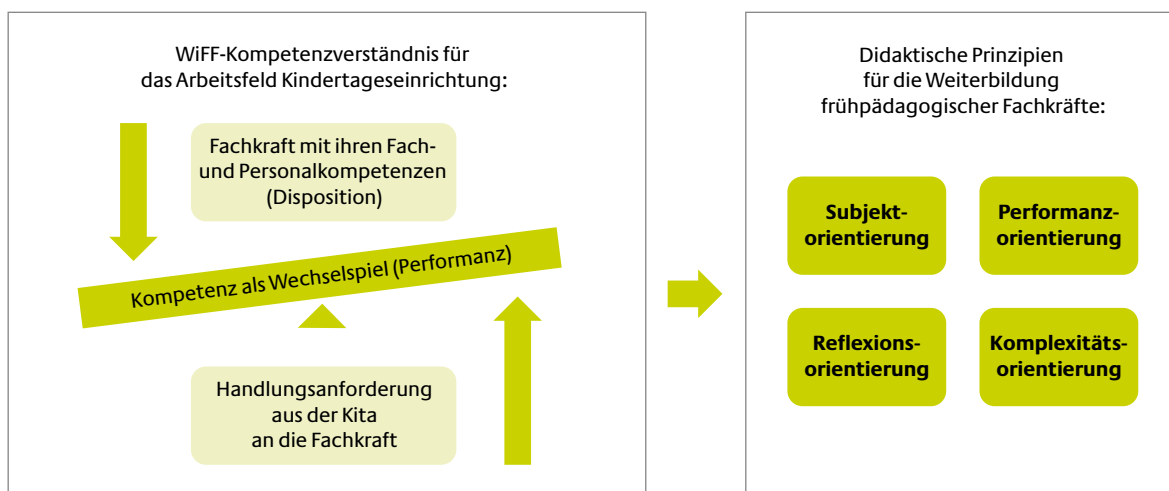 WiFF-Kompetenzverständnis für
das Arbeitsfeld Kindertageseinrichtung:
Fachkraft mit ihren Fach-
und Personalkompetenzen
(Disposition)
Kompetenz als Wechselspiel (Performanz)
Handlungsanforderung
aus der Kita
an die Fachkraft
Didaktische Prinzipien
für die Weiterbildung
frühpädagogischer Fachkräfte:
Subjekt-
orientierung
Performanz-
orientierung
Reflexions-
orientierung
Komplexitäts-
orientierung